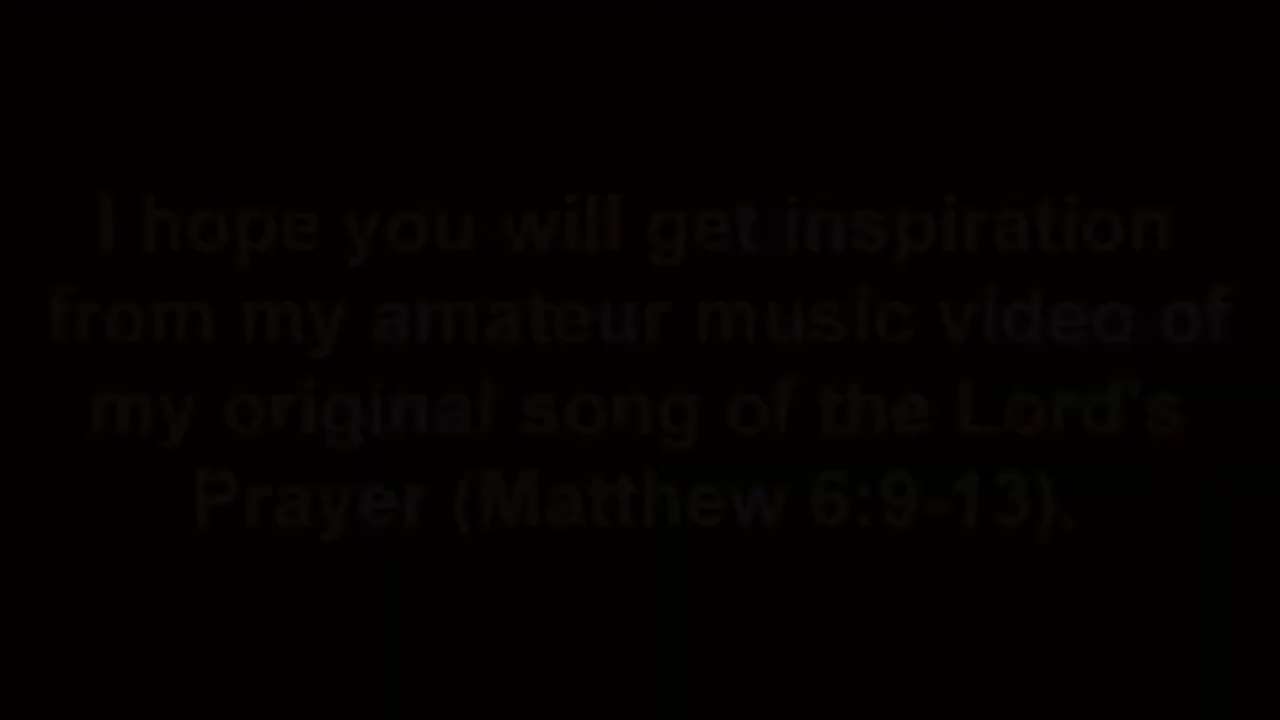 I hope you will get inspiration
from my amateur music video of
my original song of the Lord's
Prayer (Matthew 6:9-13).